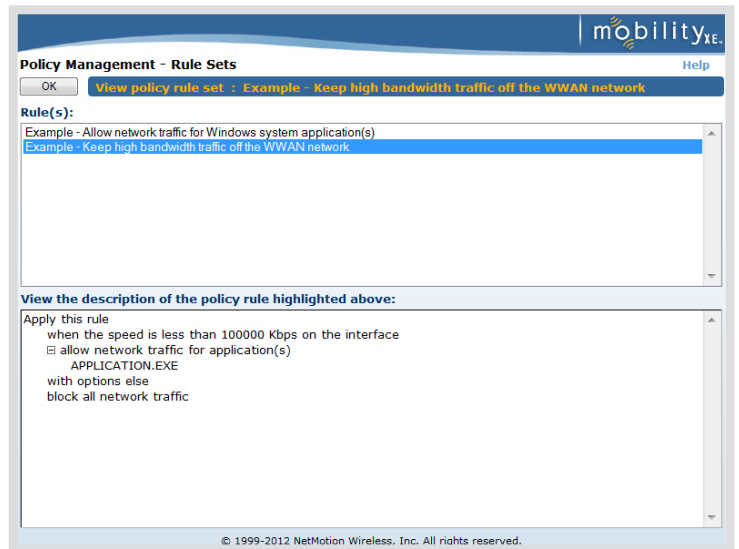 mobilityXE.
Policy Management - Rule Sets
Help
OK
View policy rule set : Example - Keep high bandwidth traffic off the WWAN network
Rule(s):
Example - Allow network traffic for Windows system application(s)
Example - Keep high bandwidth traffic off the WWAN network
View the description of the policy rule highlighted above:
Apply this rule
when the speed is less than 100000 Kbps on the interface
allow network traffic for application(s)
APPLICATION.EXE
with options else
block all network traffic
© 1999-2012 NetMotion Wireless, Inc. All rights reserved.